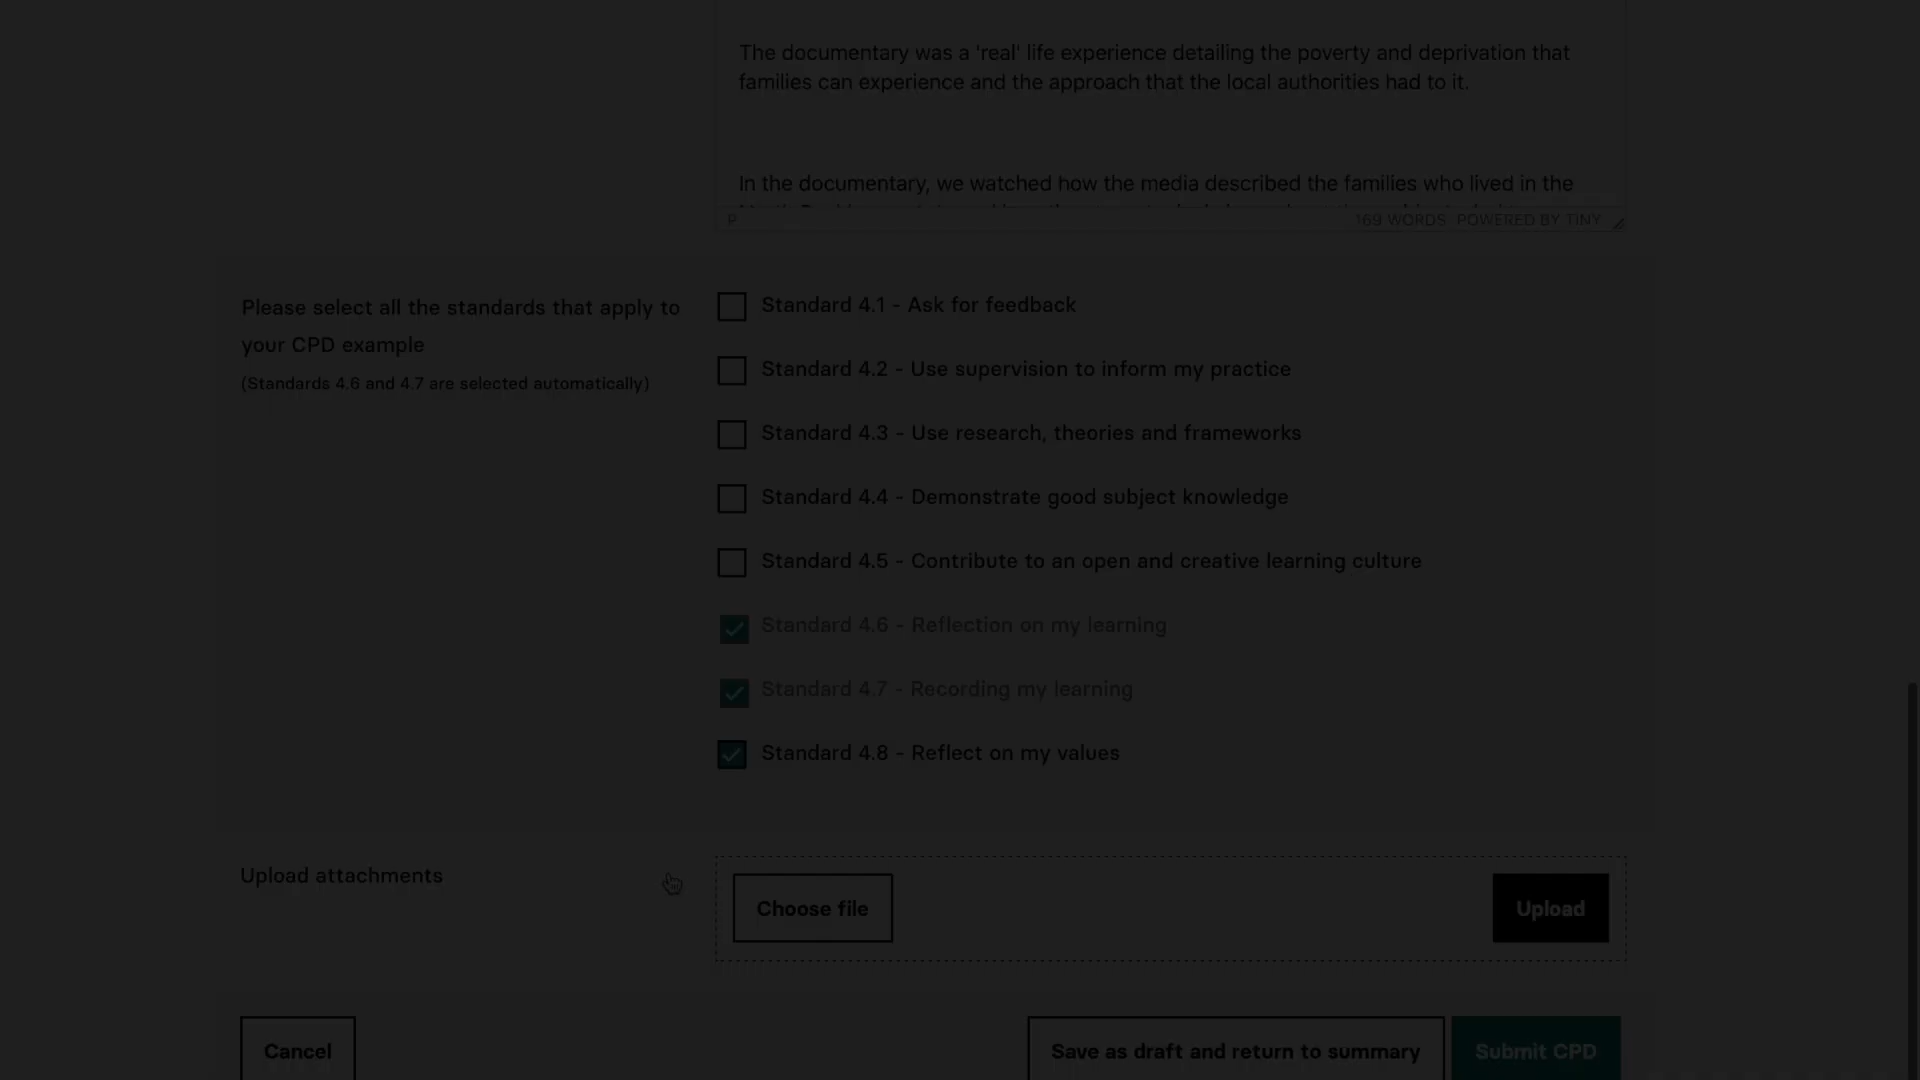 The documentary was a 'real' life experience detailing the poverty and deprivation that
families can experience and the approach that the local authorities had to it.
In the documentary, we watched how the media described the families who lived in the
P
169 WORDS POWERED BY TINY
Please select all the standards that apply to
your CPD example
(Standards 4.6 and 4.7 are selected automatically)
Standard 4.1 - Ask for feedback
Standard 4.2 - Use supervision to inform my practice
Standard 4.3 - Use research, theories and frameworks
Standard 4.4 - Demonstrate good subject knowledge
Standard 4.5 - Contribute to an open and creative learning culture
Standard 4.6 - Reflection on my learning
Standard 4.7 - Recording my learning
Standard 4.8 - Reflect on my values
Upload attachments
Choose file
Upload
Cancel
Save as draft and return to summary
Submit CPD